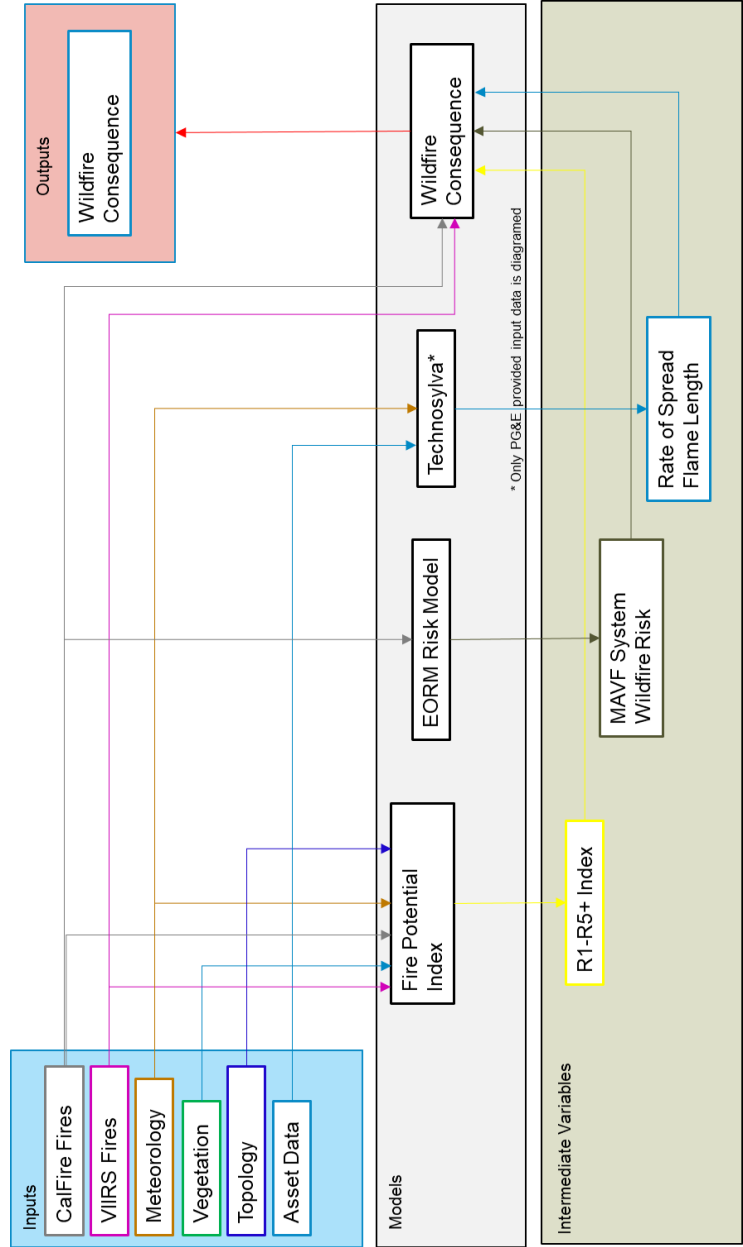 Inputs
CalFire Fires
VIIRS Fires
Meteorology
Vegetation
Topology
Asset Data
Outputs
Wildfire
Consequence
Models
Fire Potential
Index
EORM Risk Model
Technosylva*
Wildfire
Consequence
* Only PG&E provided input data is diagramed
Intermediate Variables
R1-R5+ Index
MAVF System
Wildfire Risk
Rate of Spread
Flame Length